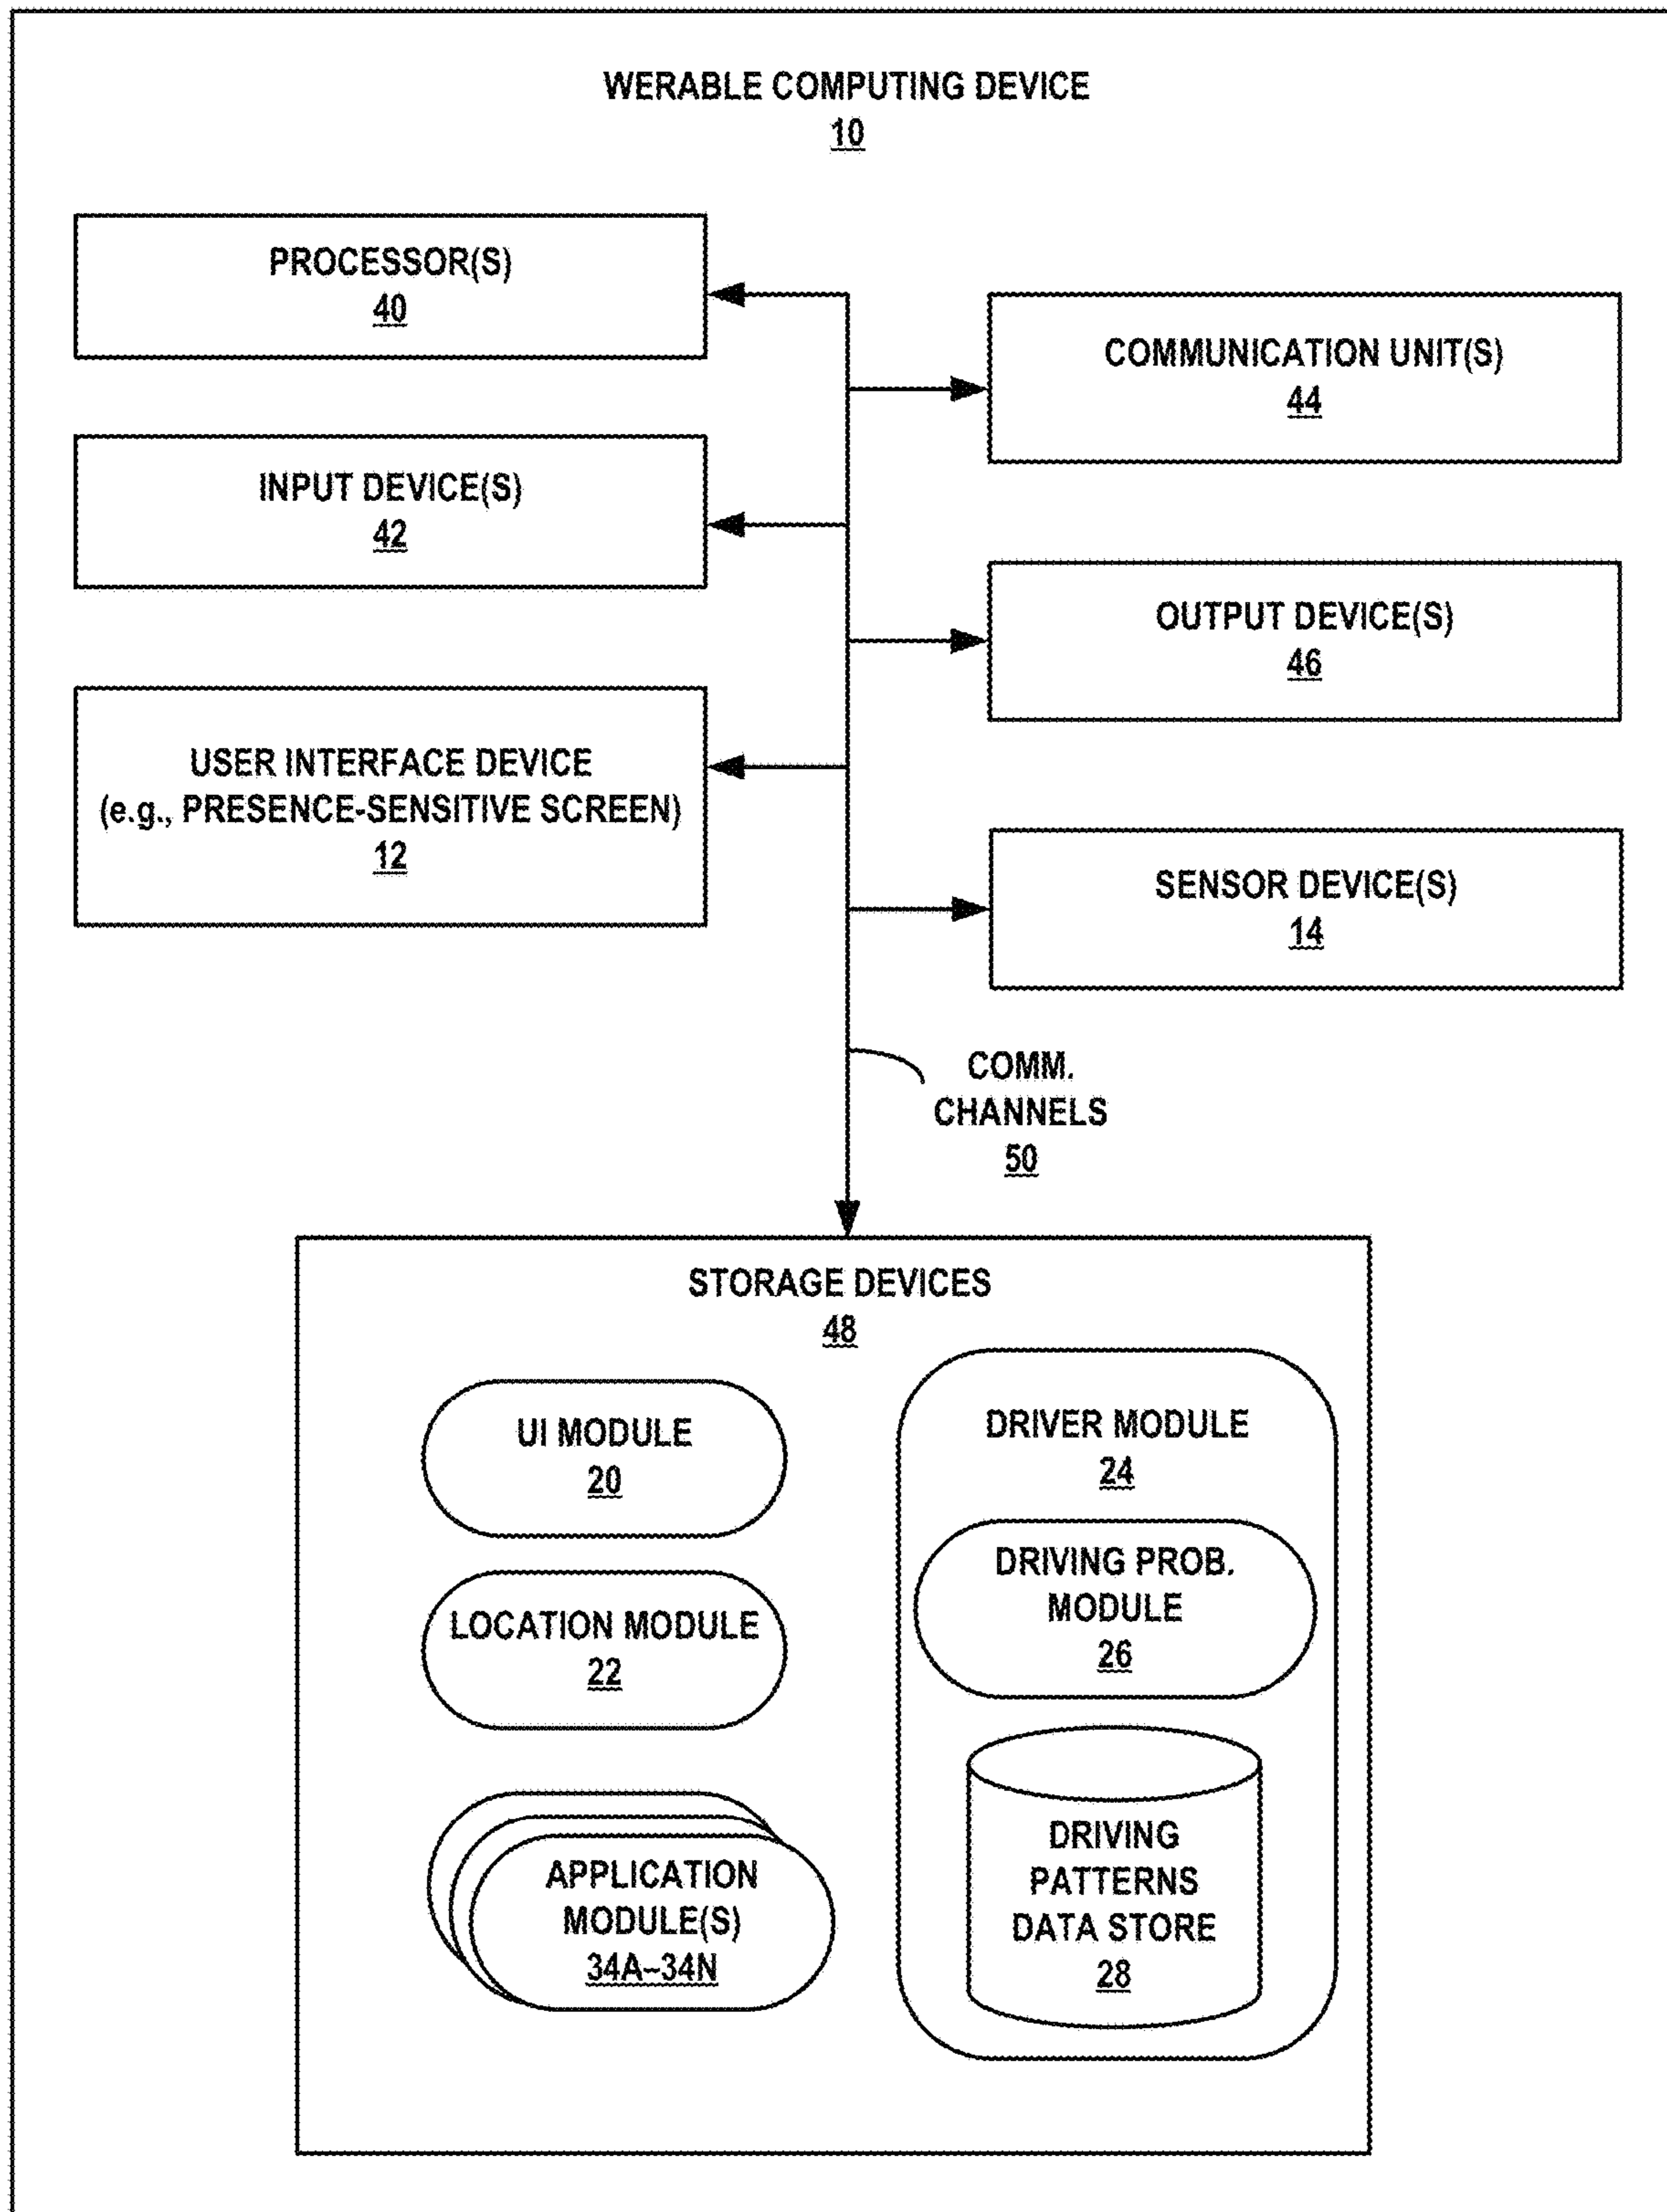 WERABLE COMPUTING DEVICE
10
PROCESSOR(S)
40
COMMUNICATION UNIT(S)
44
INPUT DEVICE(S)
42
OUTPUT DEVICE(S)
46
USER INTERFACE DEVICE
(e.g., PRESENCE-SENSITIVE SCREEN)
12
SENSOR DEVICE(S)
14
COMM.
CHANNELS
50
STORAGE DEVICES
48
UI MODULE
20
LOCATION MODULE
22
APPLICATION
MODULE(S)
34A–34N
DRIVER MODULE
24
DRIVING PROB.
MODULE
26
DRIVING
PATTERNS
DATA STORE
28